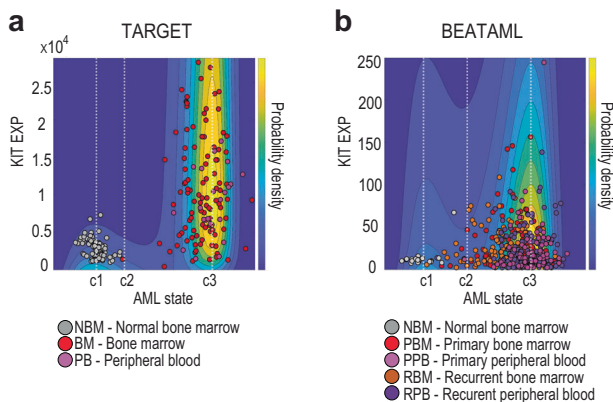 a
TARGET
x10⁴
2.5
2
1.5
1
0.5
0
KIT EXP
c1
c2
c3
AML state
Probability density
NBM - Normal bone marrow
BM - Bone marrow
PB - Peripheral blood
b
BEATAML
250
200
150
100
50
0
KIT EXP
c1
c2
c3
AML state
Probability density
NBM - Normal bone marrow
PBM - Primary bone marrow
PPB - Primary peripheral blood
RBM - Recurrent bone marrow
RPB - Recurent peripheral blood